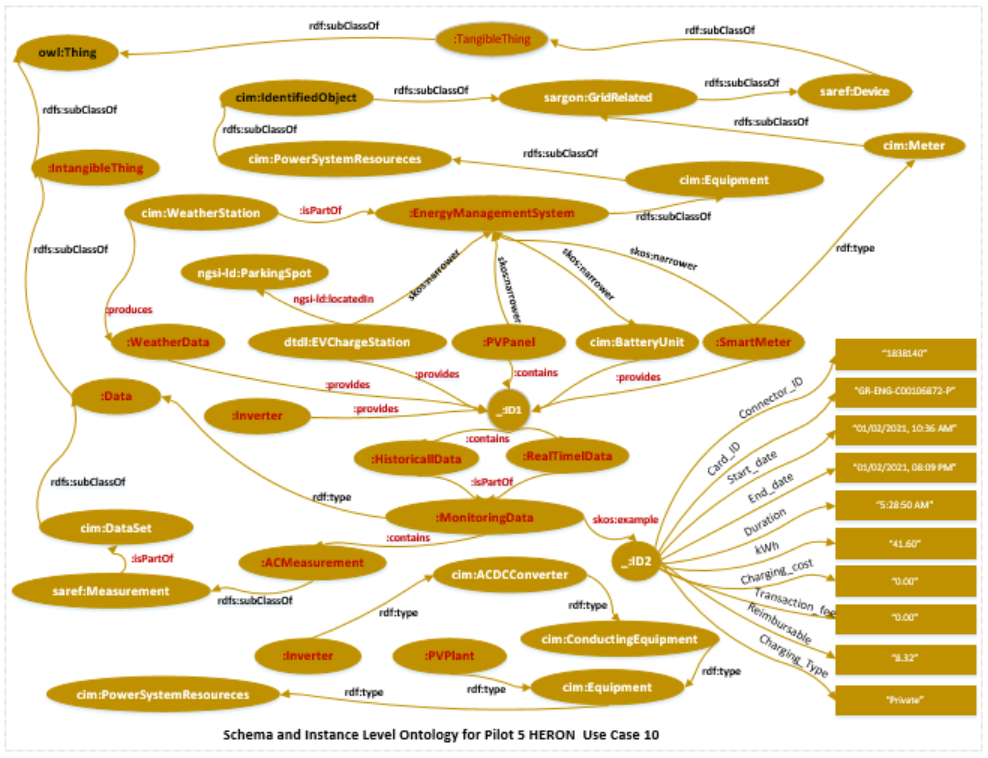 rdf:subClassOf
:TangibleThing
rdf:subClassOf
owl:Thing
rdfs:subClassOf
cim:IdentifiedObject
rdfs:subClassOf
sargon:GridRelated
rdfs:subClassOf
saref:Device
rdfs:subClassOf
rdfs:subClassOf
cim:PowerSystemResoureces
rdfs:subClassOf
cim:Meter
:IntangibleThing
cim:Equipment
cim:WeatherStation
:isPartOf
:EnergyManagementSystem
rdfs:subClassOf
rdfs:subClassOf
rdf:type
ngsi-ld:ParkingSpot
skos:narrower
skos:narrower
skos:narrower
skos:narrower
ngsi-ld:locatedIn
:produces
:WeatherData
dtdl:EVChargeStation
:PVPanel
cim:BatteryUnit
:SmartMeter
"1838140"
:provides
:provides
:contains
:provides
Connector_ID
"GR-ENG-C00106872-P"
:Data
:Inverter
:provides
_:ID1
Card_ID
"01/02/2021, 10:36 AM"
:contains
Start_date
:HistoricallData
:RealTimelData
"01/02/2021, 08:09 PM"
rdfs:subClassOf
:isPartOf
End_date
rdf:type
"5:28:50 AM"
:MonitoringData
skos:example
Duration
cim:DataSet
:contains
kWh
"41.60"
:isPartOf
:ACMeasurement
_:ID2
Charging_cost
"0.00"
saref:Measurement
rdfs:subClassOf
cim:ACDCConverter
Transaction_fee
"0.00"
rdf:type
rdf:type
Reimbursable
cim:ConductingEquipment
"8.32"
:Inverter
:PVPlant
Charging_Type
rdf:type
cim:PowerSystemResoureces
rdf:type
rdf:type
cim:Equipment
"Private"
Schema and Instance Level Ontology for Pilot 5 HERON Use Case 10